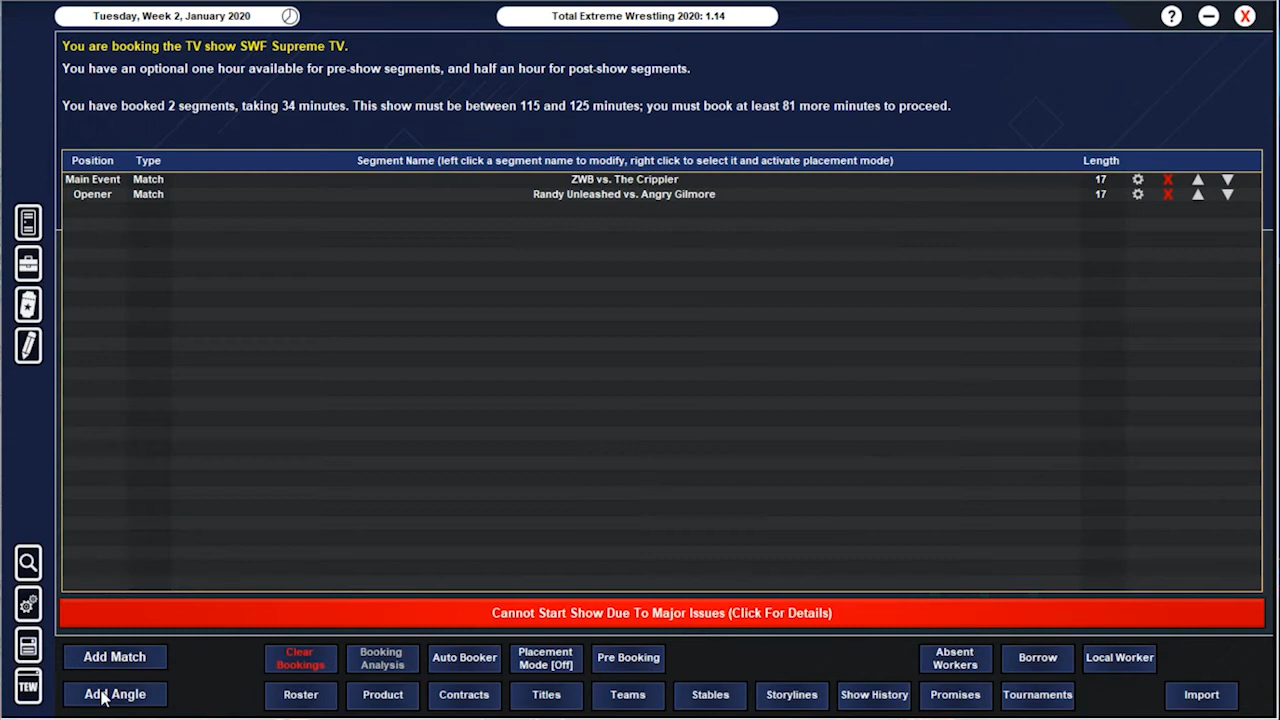 Tuesday, Week 2, January 2020
Total Extreme Wrestling 2020: 1.14
?
X
You are booking the TV show SWF Supreme TV.
You have an optional one hour available for pre-show segments, and half an hour for post-show segments.
You have booked 2 segments, taking 34 minutes. This show must be between 115 and 125 minutes; you must book at least 81 more minutes to proceed.
Position Type Segment Name (left click a segment name to modify, right click to select it and activate placement mode) Length
Main Event Match ZWB vs. The Crippler 17 X
Opener Match Randy Unleashed vs. Angry Gilmore 17 X
Cannot Start Show Due To Major Issues (Click For Details)
TEW
Add Match
Clear
Bookings
Booking
Analysis
Auto Booker
Placement
Mode [Off]
Pre Booking
Absent
Workers
Borrow
Local Worker
Add Angle
Roster
Product
Contracts
Titles
Teams
Stables
Storylines
Show History
Promises
Tournaments
Import